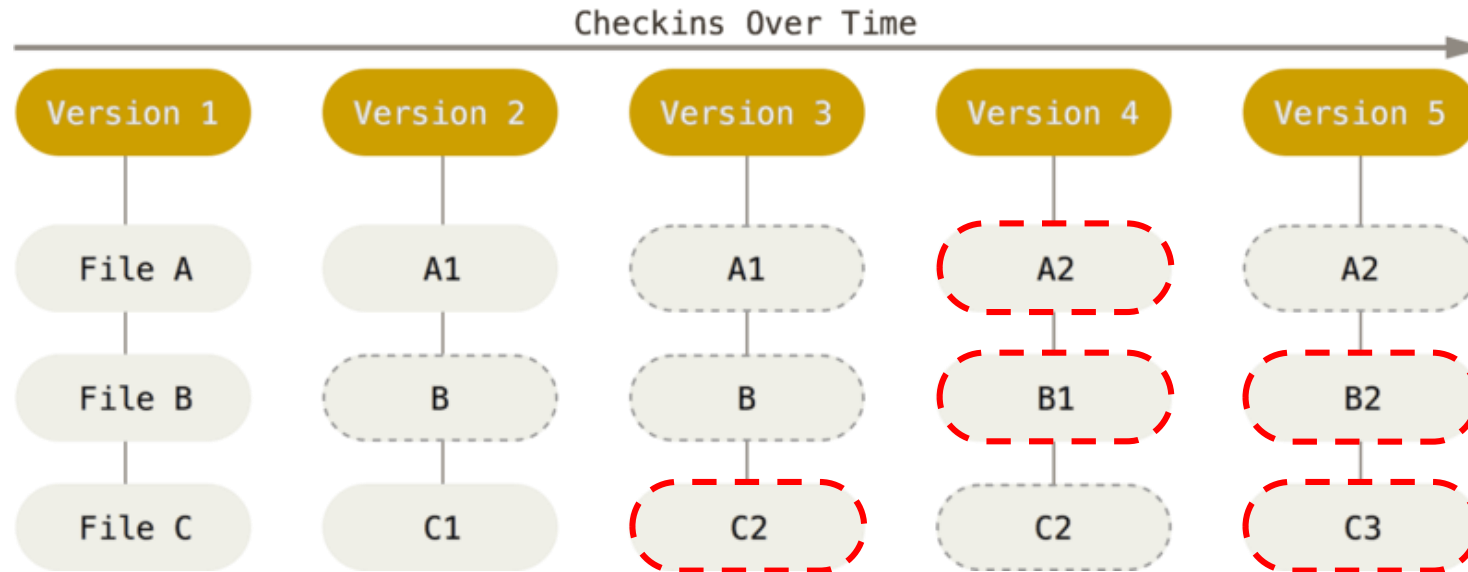 Checkins Over Time
Version 1 Version 2 Version 3 Version 4 Version 5
File A A1 A1 A2 A2
File B B B B1 B2
File C C1 C2 C2 C3